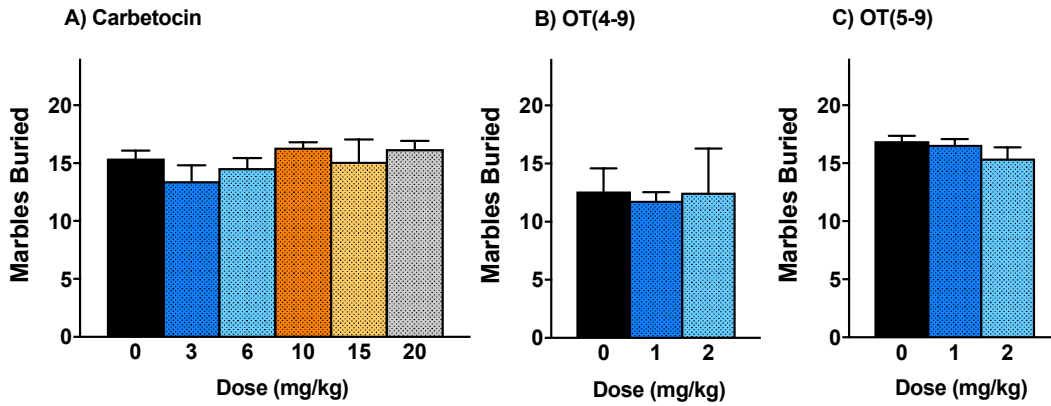 A) Carbetocin
Marbles Buried
20
15
10
5
0
0 3 6 10 15 20
Dose (mg/kg)
B) OT(4-9)
Marbles Buried
20
15
10
5
0
0 1 2
Dose (mg/kg)
C) OT(5-9)
Marbles Buried
20
15
10
5
0
0 1 2
Dose (mg/kg)